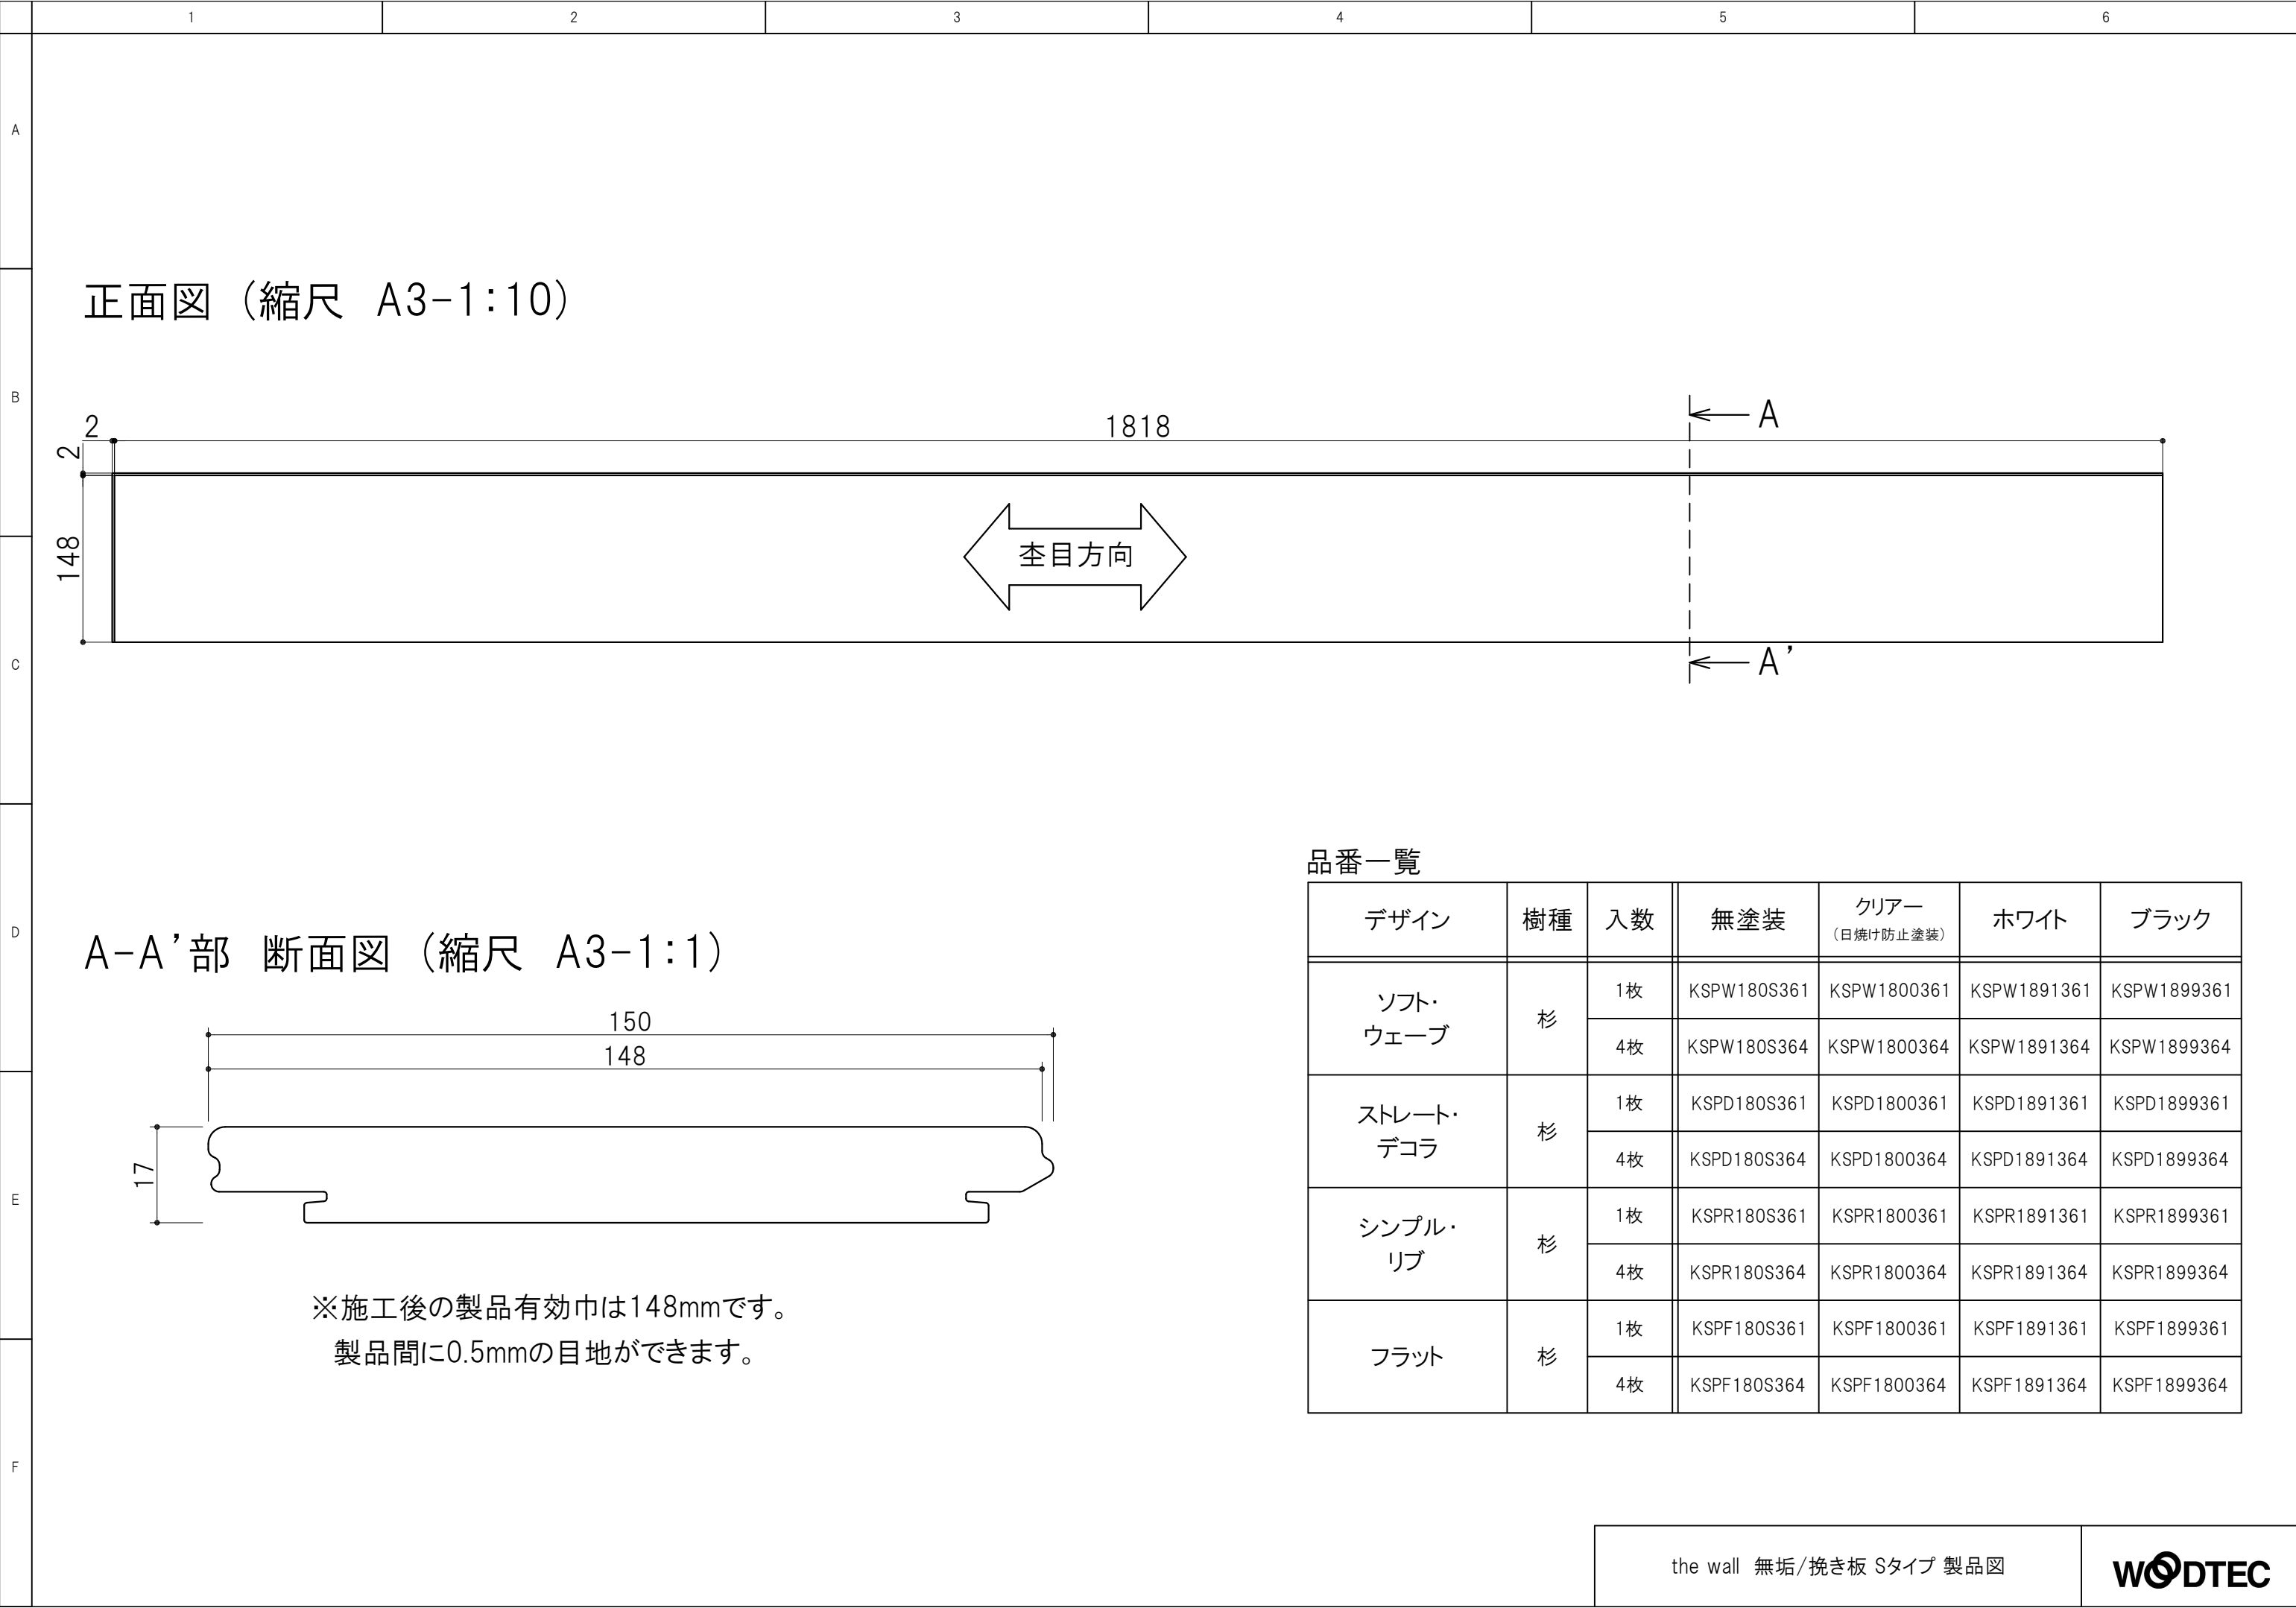 1 2 3 4 5 6
A
B
C
D
E
F
正面図（縮尺　A3-1:10）
2
1818
A
2
148
杢目方向
A'
A-A'部　断面図（縮尺　A3-1:1）
150
148
17
※施工後の製品有効巾は148mmです。
製品間に0.5mmの目地ができます。
品番一覧
デザイン 樹種 入数 無塗装 クリアー（日焼け防止塗装） ホワイト ブラック
ソフト・ウェーブ 杉 1枚 KSPW180S361 KSPW1800361 KSPW1891361 KSPW1899361
4枚 KSPW180S364 KSPW1800364 KSPW1891364 KSPW1899364
ストレート・デコラ 杉 1枚 KSPD180S361 KSPD1800361 KSPD1891361 KSPD1899361
4枚 KSPD180S364 KSPD1800364 KSPD1891364 KSPD1899364
シンプル・リブ 杉 1枚 KSPR180S361 KSPR1800361 KSPR1891361 KSPR1899361
4枚 KSPR180S364 KSPR1800364 KSPR1891364 KSPR1899364
フラット 杉 1枚 KSPF180S361 KSPF1800361 KSPF1891361 KSPF1899361
4枚 KSPF180S364 KSPF1800364 KSPF1891364 KSPF1899364
the wall 無垢/挽き板 Sタイプ 製品図
WOODTEC